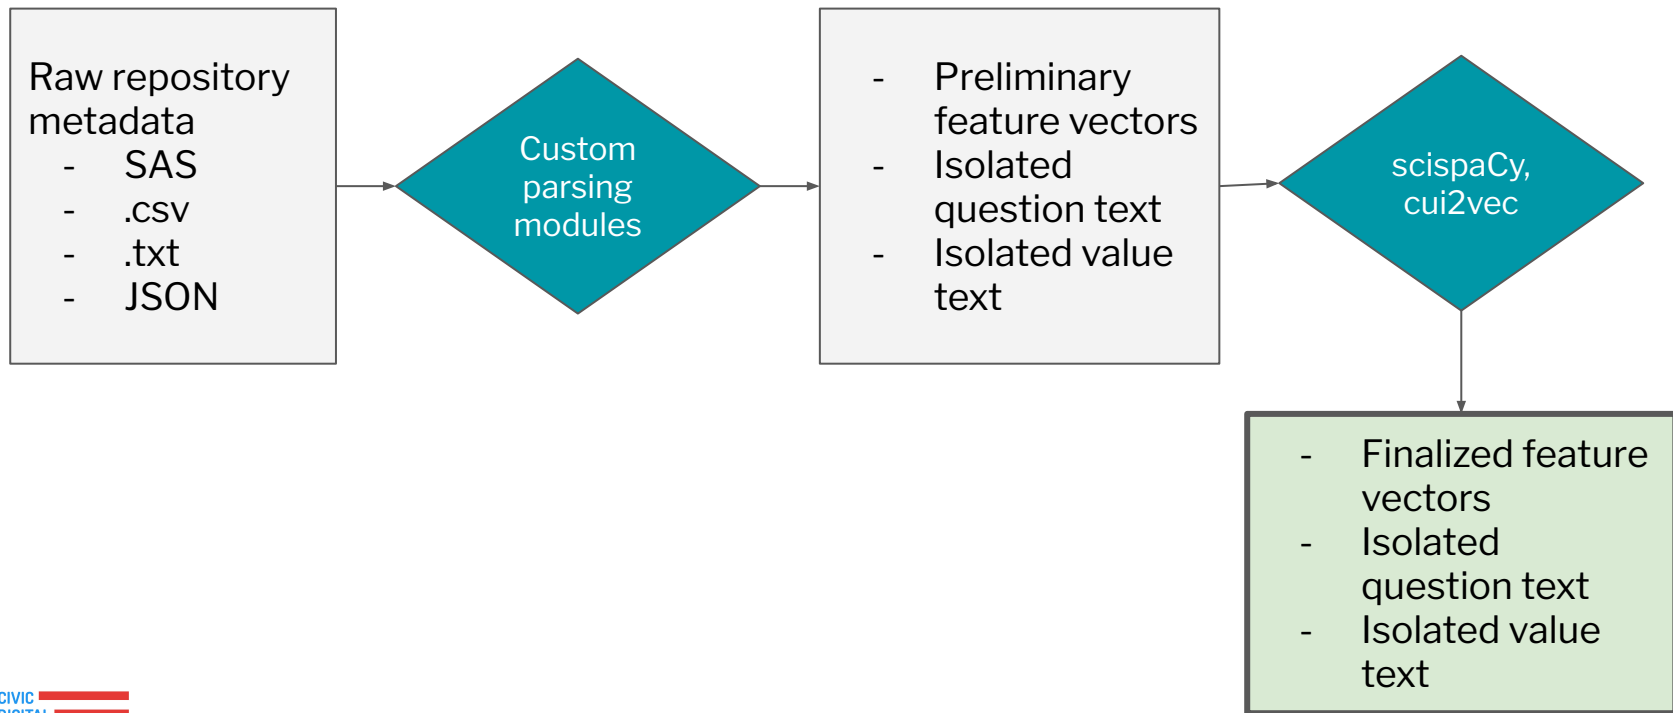 Raw repository
metadata
- SAS
- .csv
- .txt
- JSON
Custom
parsing
modules
- Preliminary
feature vectors
- Isolated
question text
- Isolated value
text
scispaCy,
cui2vec
- Finalized feature
vectors
- Isolated
question text
- Isolated value
text
CIVIC
DIGITAL